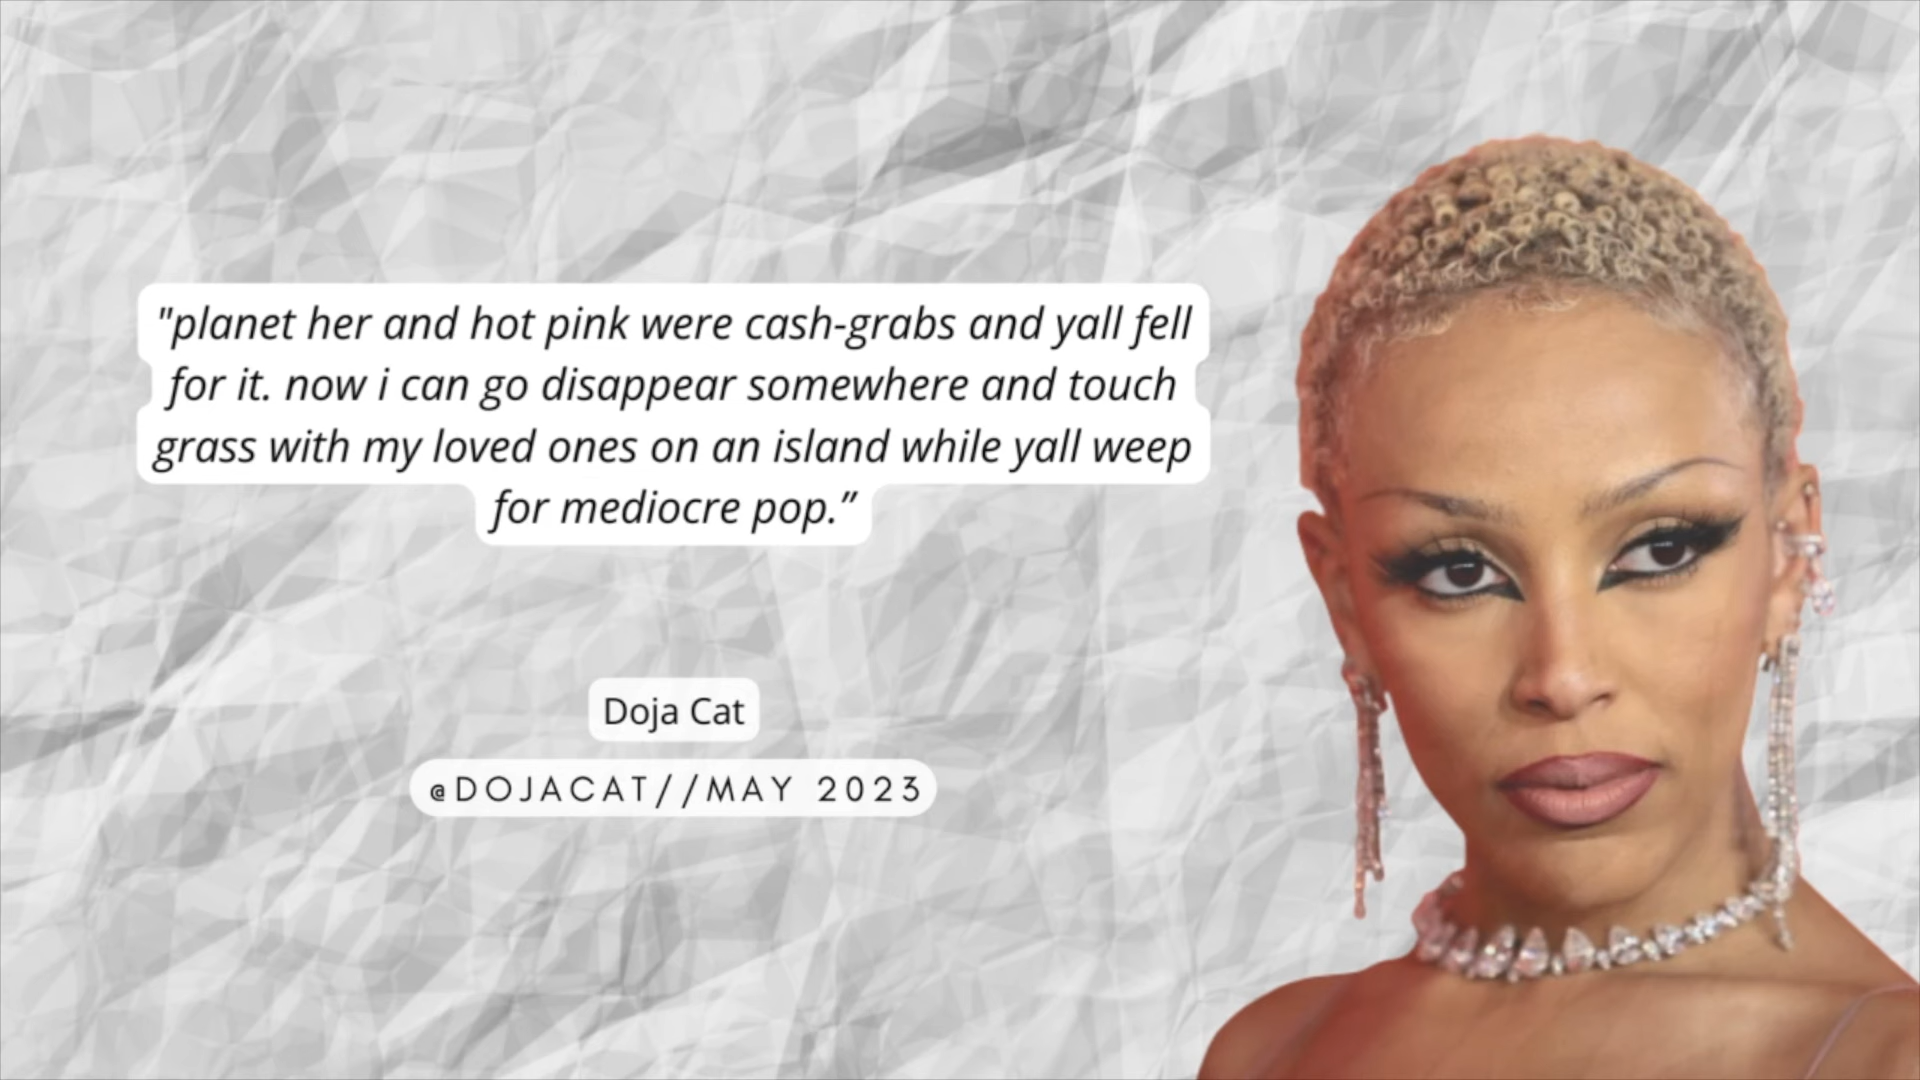 "planet her and hot pink were cash-grabs and yall fell
for it. now i can go disappear somewhere and touch
grass with my loved ones on an island while yall weep
for mediocre pop.”
Doja Cat
@DOJACAT//MAY 2023